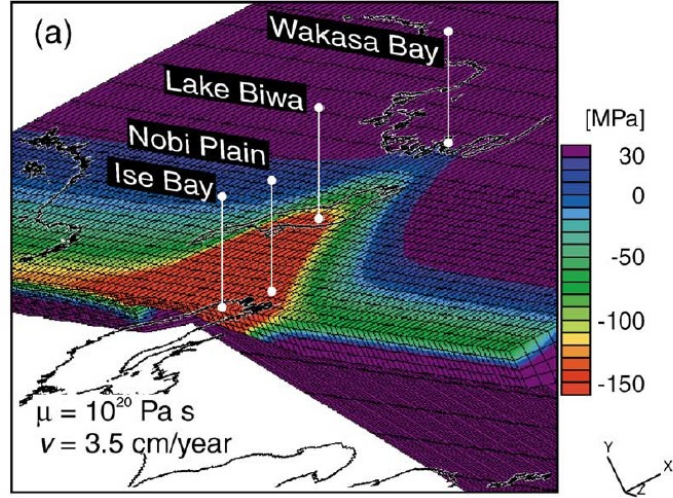 (a)
Wakasa Bay
Lake Biwa
Nobi Plain
Ise Bay
[MPa]
30
0
-50
-100
-150
μ = 10²⁰ Pa s
v = 3.5 cm/year
Y
X
Z